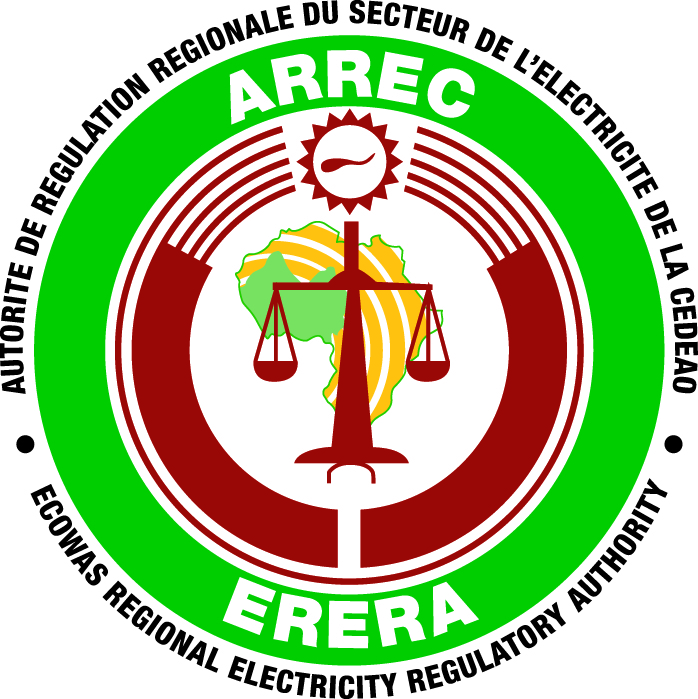 AUTORITE DE REGULATION REGIONALE DU SECTEUR DE L'ELECTRICITE DE LA CEDEAO
ARREC
ERERA
ECOWAS REGIONAL ELECTRICITY REGULATORY AUTHORITY